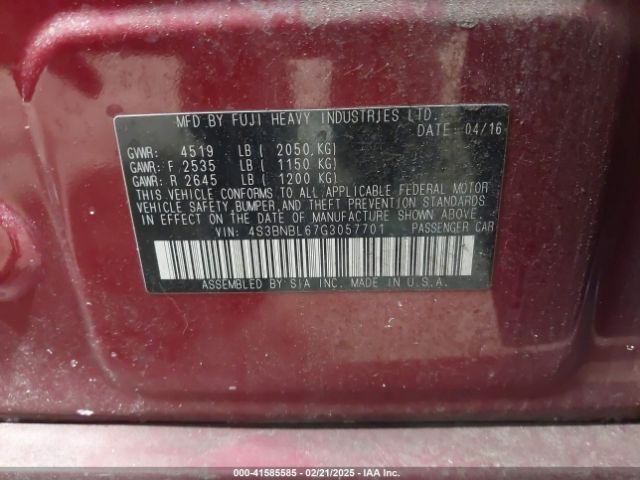 MFD BY FUJI HEAVY INDUSTRIES LTD.
DATE: 04/16
GVWR: 4519 LB ( 2050,KG)
GAWR: F 2535 LB ( 1150 KG)
GAWR: R 2645 LB ( 1200 KG)
THIS VEHICLE CONFORMS TO ALL APPLICABLE FEDERAL MOTOR
VEHICLE SAFETY,BUMPER,AND THEFT PREVENTION STANDARDS
IN EFFECT ON THE DATE OF MANUFACTURE SHOWN ABOVE.
VIN: 4S3BNBL67G3057701 PASSENGER CAR
ASSEMBLED BY SIA INC. MADE IN U.S.A.
000-41585585 - 02/21/2025 - IAA Inc.